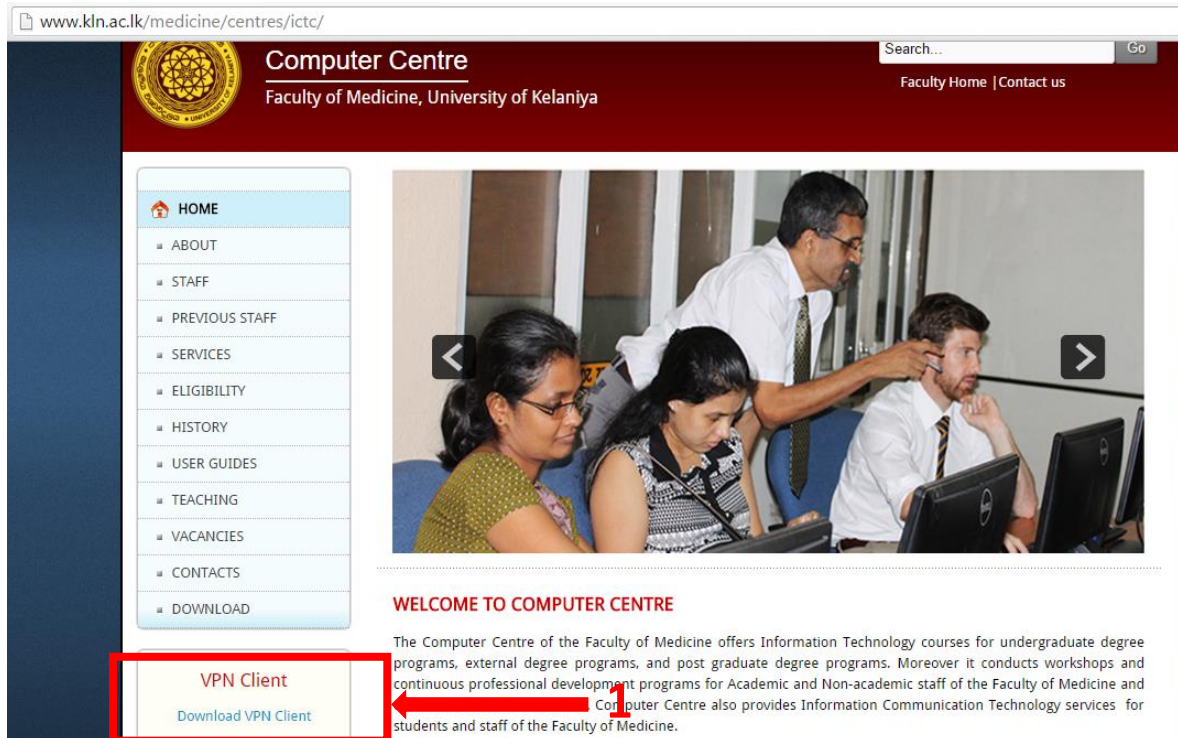 www.kln.ac.lk/medicine/centres/ictc/
Computer Centre
Faculty of Medicine, University of Kelaniya
Search...
Go
Faculty Home |Contact us
HOME
ABOUT
STAFF
PREVIOUS STAFF
SERVICES
ELIGIBILITY
HISTORY
USER GUIDES
TEACHING
VACANCIES
CONTACTS
DOWNLOAD
VPN Client
Download VPN Client
WELCOME TO COMPUTER CENTRE
The Computer Centre of the Faculty of Medicine offers Information Technology courses for undergraduate degree
programs, external degree programs, and post graduate degree programs. Moreover it conducts workshops and
continuous professional development programs for Academic and Non-academic staff of the Faculty of Medicine and
Computer Centre also provides Information Communication Technology services for
students and staff of the Faculty of Medicine.
1